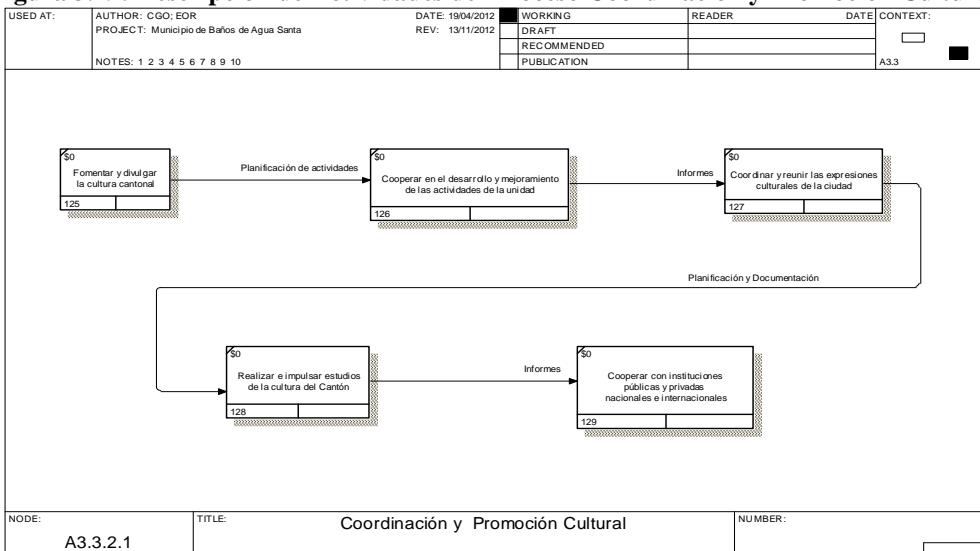 USED AT:
AUTHOR: CGO; EOR
DATE: 19/04/2012
WORKING
READER
DATE
CONTEXT:
PROJECT: Municipio de Baños de Agua Santa
REV: 13/11/2012
DRAFT
RECOMMENDED
NOTES: 1 2 3 4 5 6 7 8 9 10
PUBLICATION
A3.3
$0
Fomentar y divulgar
la cultura cantonal
125
Planificación de actividades
$0
Cooperar en el desarrollo y mejoramiento
de las actividades de la unidad
126
Informes
$0
Coordinar y reunir las expresiones
culturales de la ciudad
127
Planificación y Documentación
$0
Realizar e impulsar estudios
de la cultura del Cantón
128
Informes
$0
Cooperar con instituciones
públicas y privadas
nacionales e internacionales
129
NODE:
A3.3.2.1
TITLE:
Coordinación y Promoción Cultural
NUMBER: